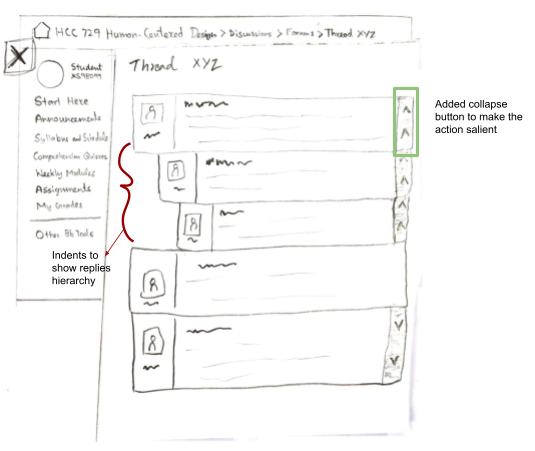 HCC 729 Human-Centered Design > Discussions > Forums > Thread XYZ
X
Student
Thread XYZ
Start Here
Announcements
Syllabus and Schedule
Comprehension Quizzes
Weekly Modules
Assignments
My Grades
Other Bb Tools
Added collapse
button to make the
action salient
Indents to
show replies
hierarchy